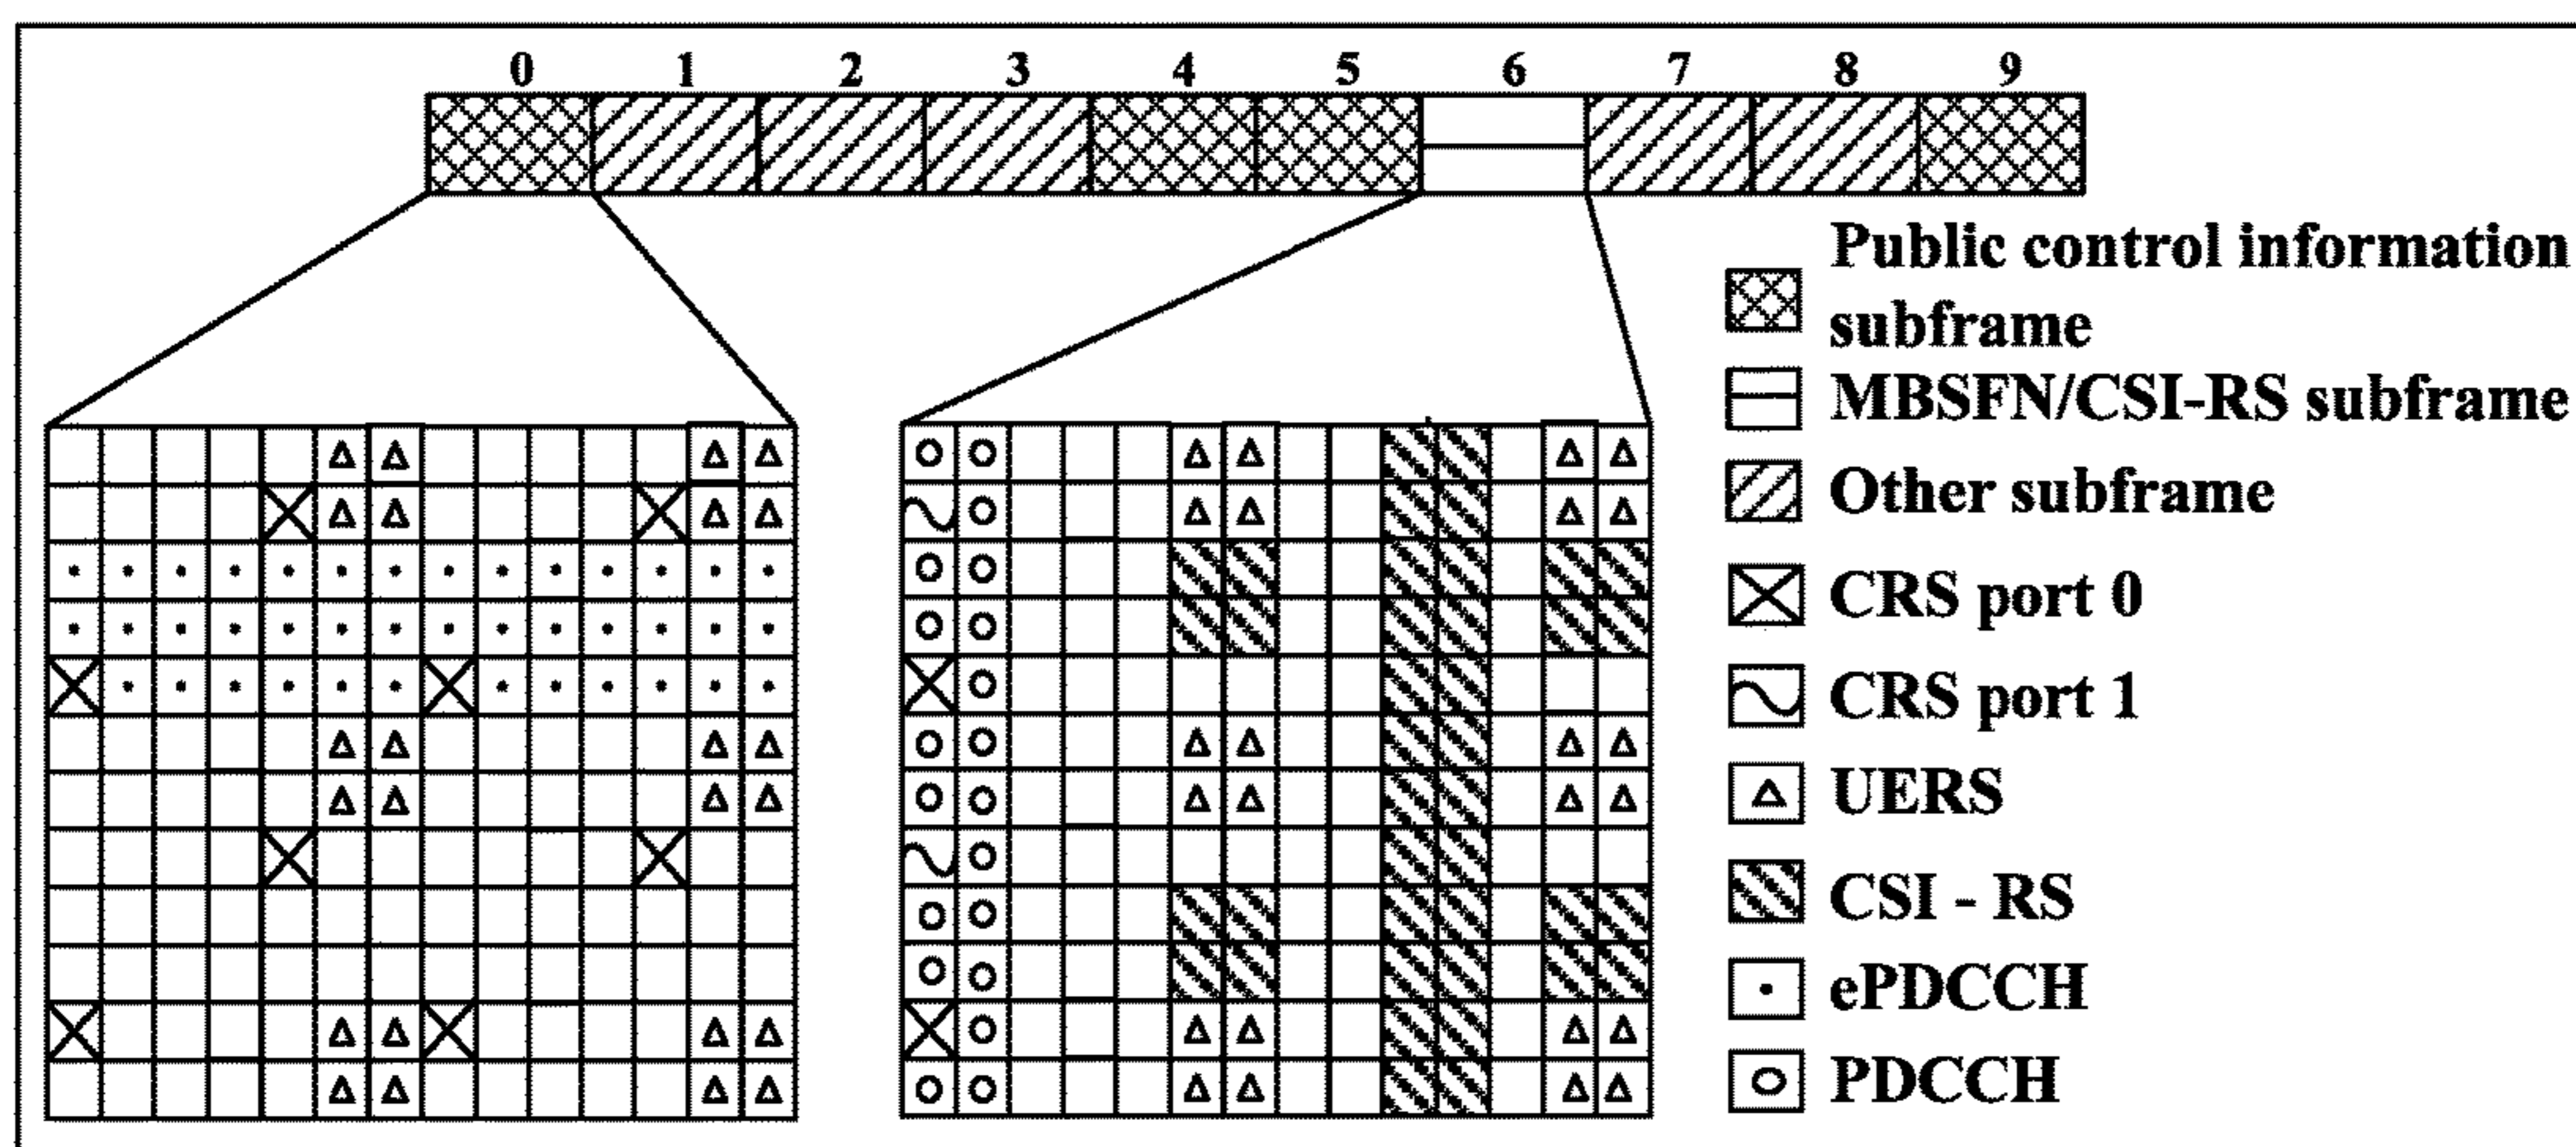 0 1 2 3 4 5 6 7 8 9
Public control information
subframe
MBSFN/CSI-RS subframe
Other subframe
CRS port 0
CRS port 1
UERS
CSI - RS
ePDCCH
PDCCH